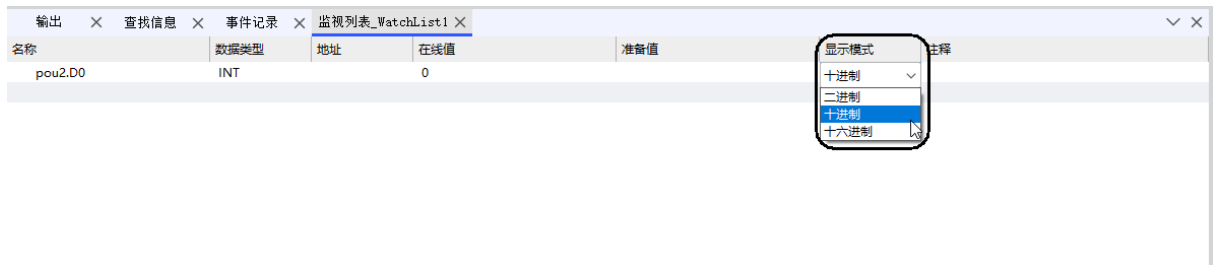 输出 查找信息 事件记录 监视列表_WatchList1
名称 数据类型 地址 在线值 准备值 显示模式 注释
pou2.D0 INT 0 十进制
二进制
十进制
十六进制